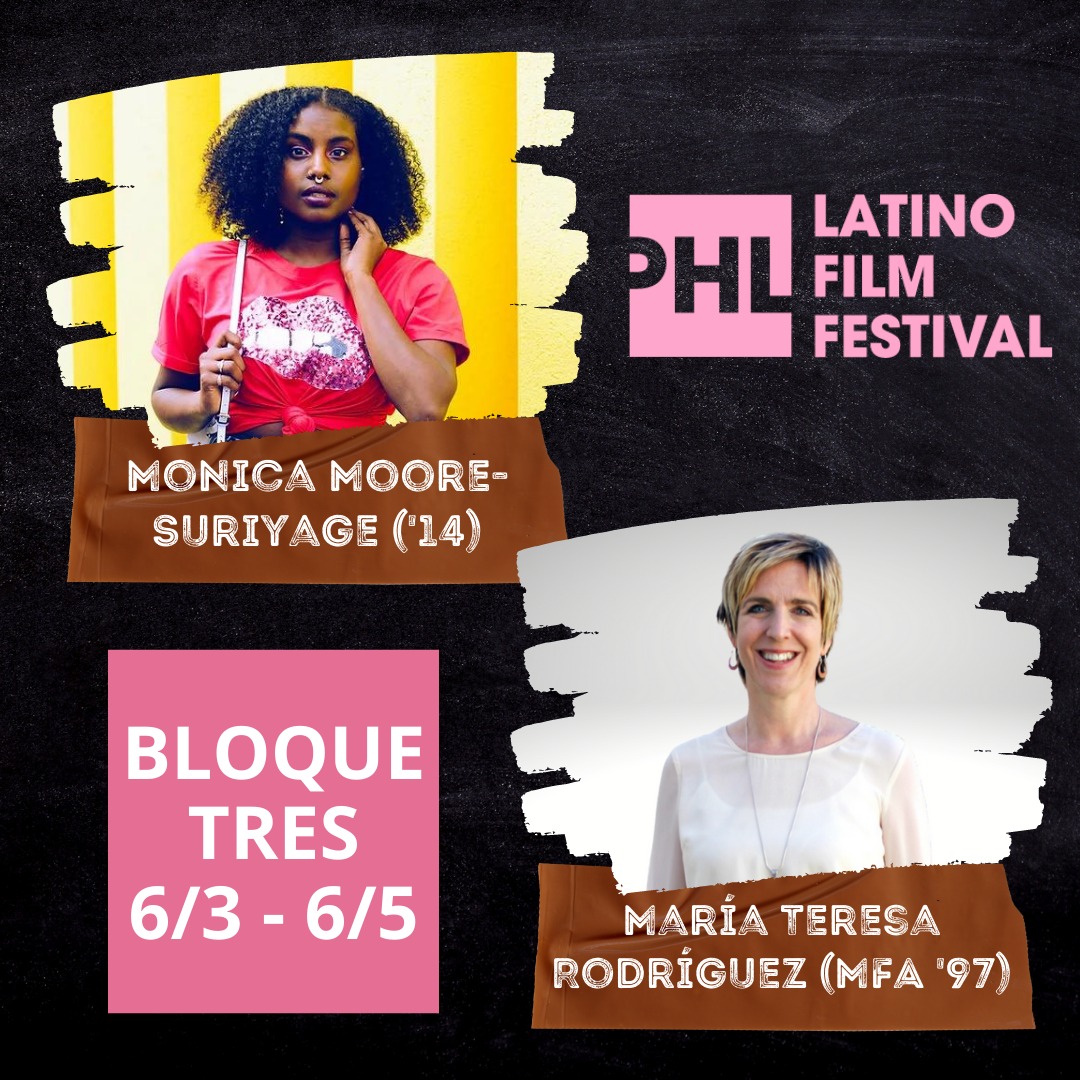 PHL
LATINO
FILM
FESTIVAL
MONICA MOORE-
SURIYAGE ('14)
BLOQUE
TRES
6/3 - 6/5
MARÍA TERESA
RODRÍGUEZ (MFA '97)